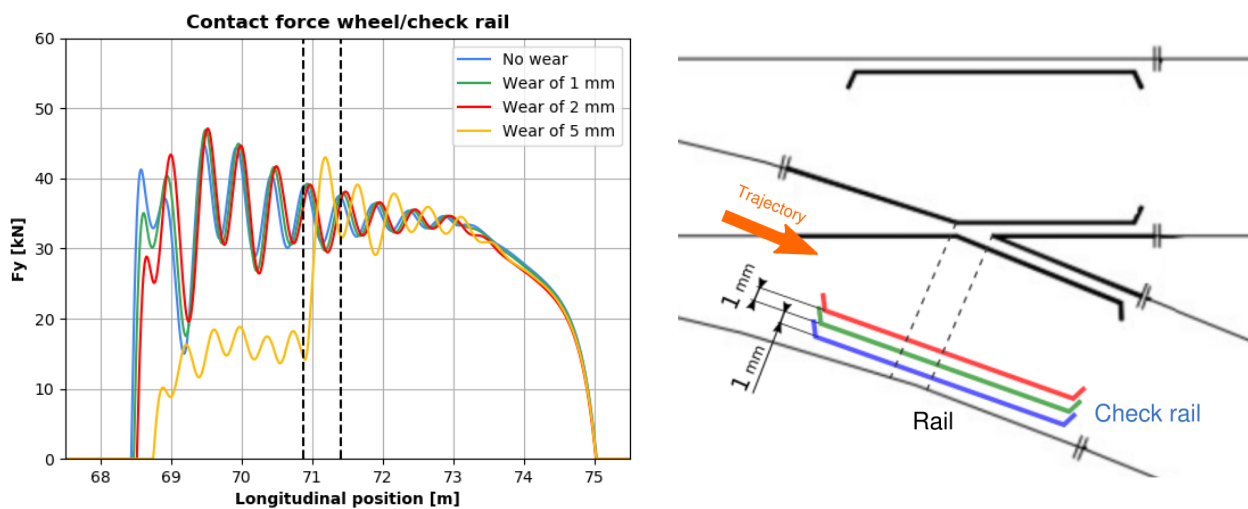 Contact force wheel/check rail
Fy [kN]
60
50
40
30
20
10
0
No wear
Wear of 1 mm
Wear of 2 mm
Wear of 5 mm
68
69
70
71
72
73
74
75
Longitudinal position [m]
Trajectory
1 mm
1 mm
Rail
Check rail